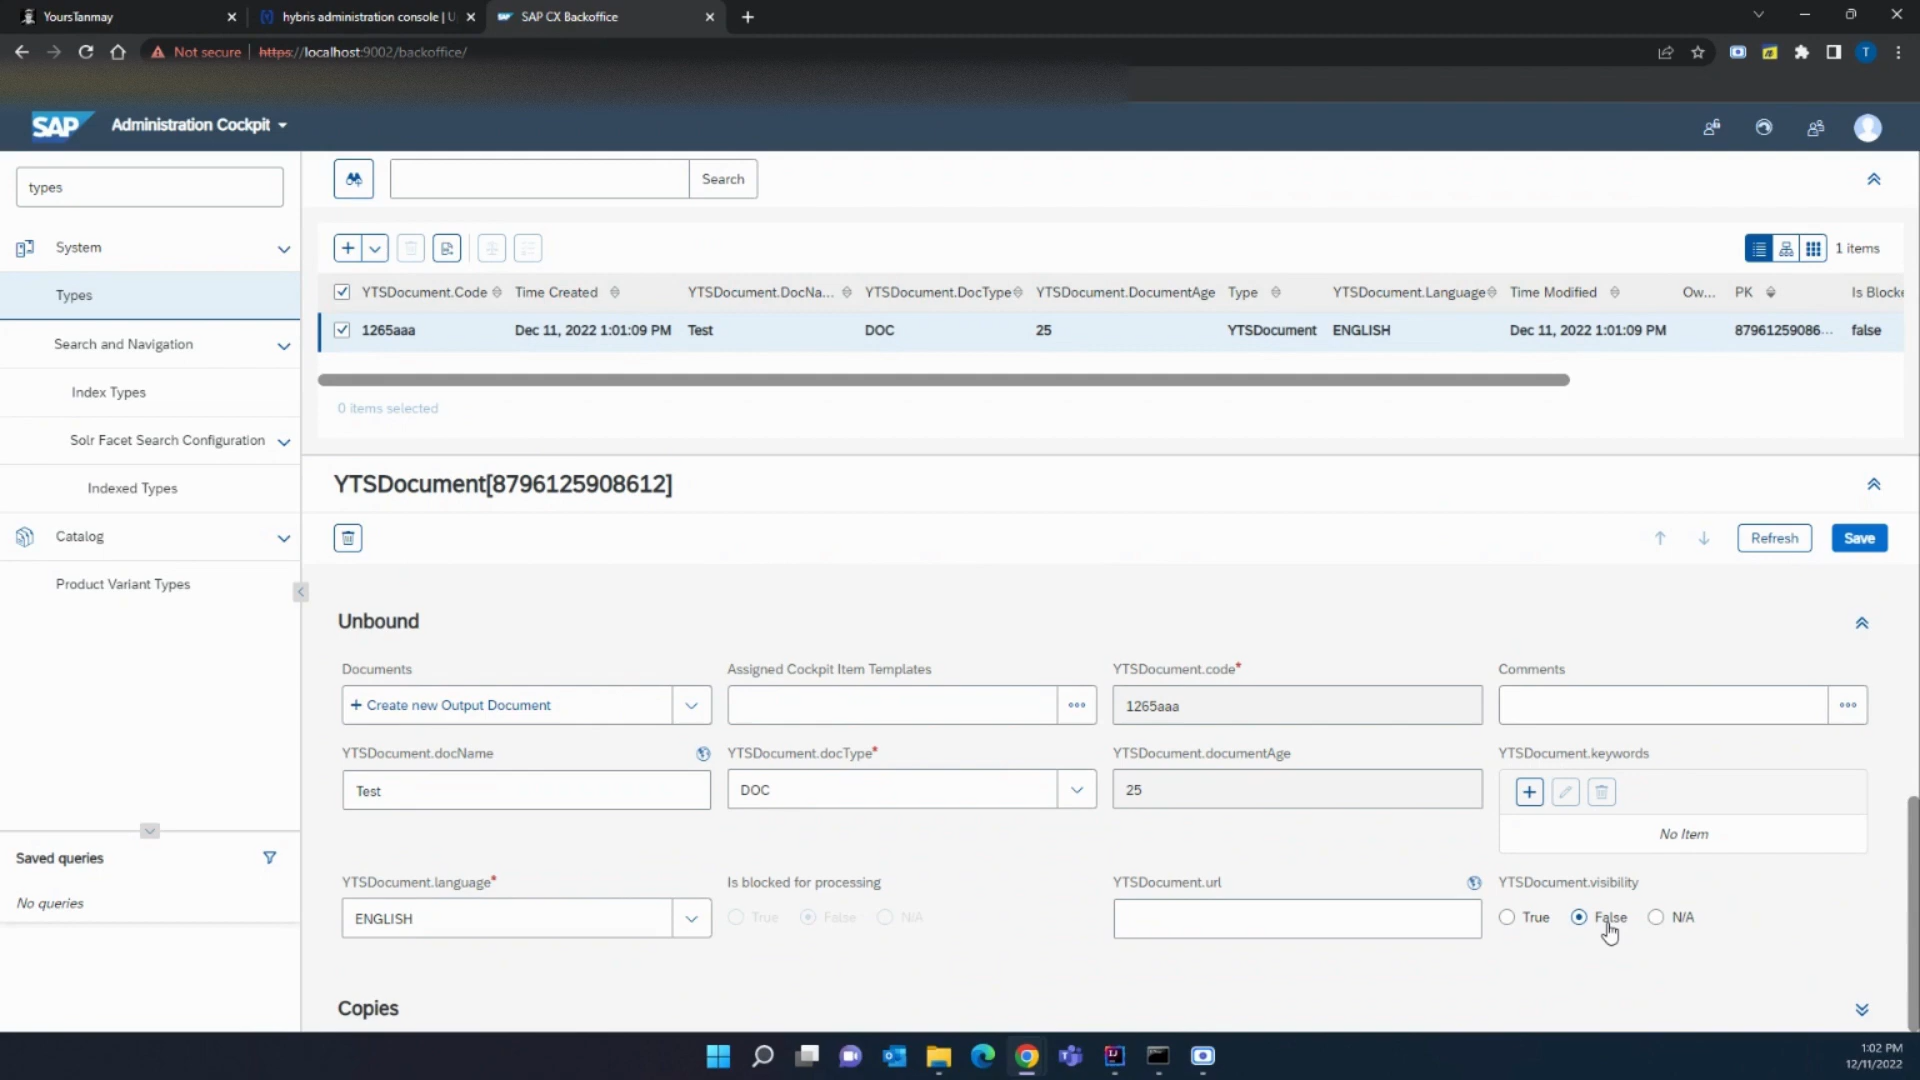 YoursTanmay
hybris administration console | U
SAP CX Backoffice
Not secure | https://localhost:9002/backoffice/
T
SAP Administration Cockpit
types
Search
System
1 items
Types
YTSDocument.Code Time Created YTSDocument.DocNa... YTSDocument.DocType YTSDocument.DocumentAge Type YTSDocument.Language Time Modified Ow... PK Is Blocke
1265aaa Dec 11, 2022 1:01:09 PM Test DOC 25 YTSDocument ENGLISH Dec 11, 2022 1:01:09 PM 87961259086... false
Search and Navigation
Index Types
0 items selected
Solr Facet Search Configuration
Indexed Types
YTSDocument[8796125908612]
Catalog
Refresh Save
Product Variant Types
Unbound
Documents Assigned Cockpit Item Templates YTSDocument.code* Comments
+ Create new Output Document 1265aaa
YTSDocument.docName YTSDocument.docType* YTSDocument.documentAge YTSDocument.keywords
Test DOC 25
No Item
Saved queries
No queries
YTSDocument.language* Is blocked for processing YTSDocument.url YTSDocument.visibility
ENGLISH True False N/A True False N/A
Copies
1:02 PM
12/11/2022